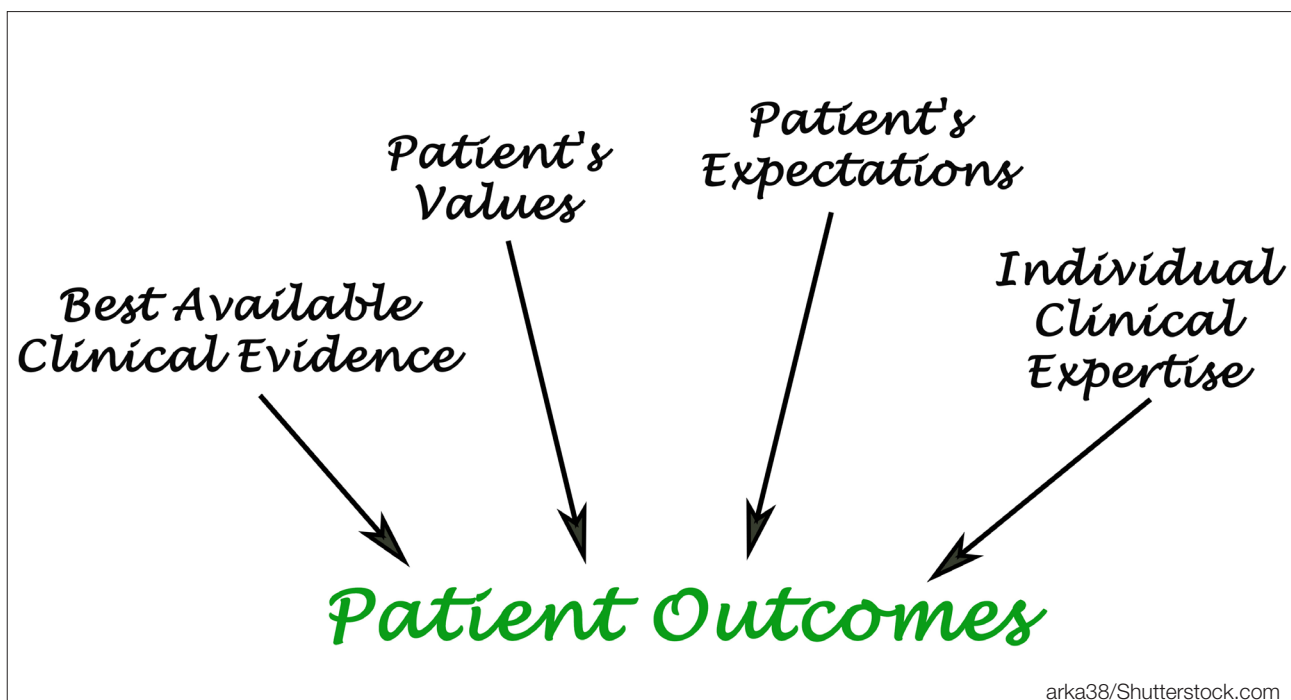 Patient's
Values
Patient's
Expectations
Best Available
Clinical Evidence
Individual
Clinical
Expertise
Patient Outcomes
arka38/Shutterstock.com